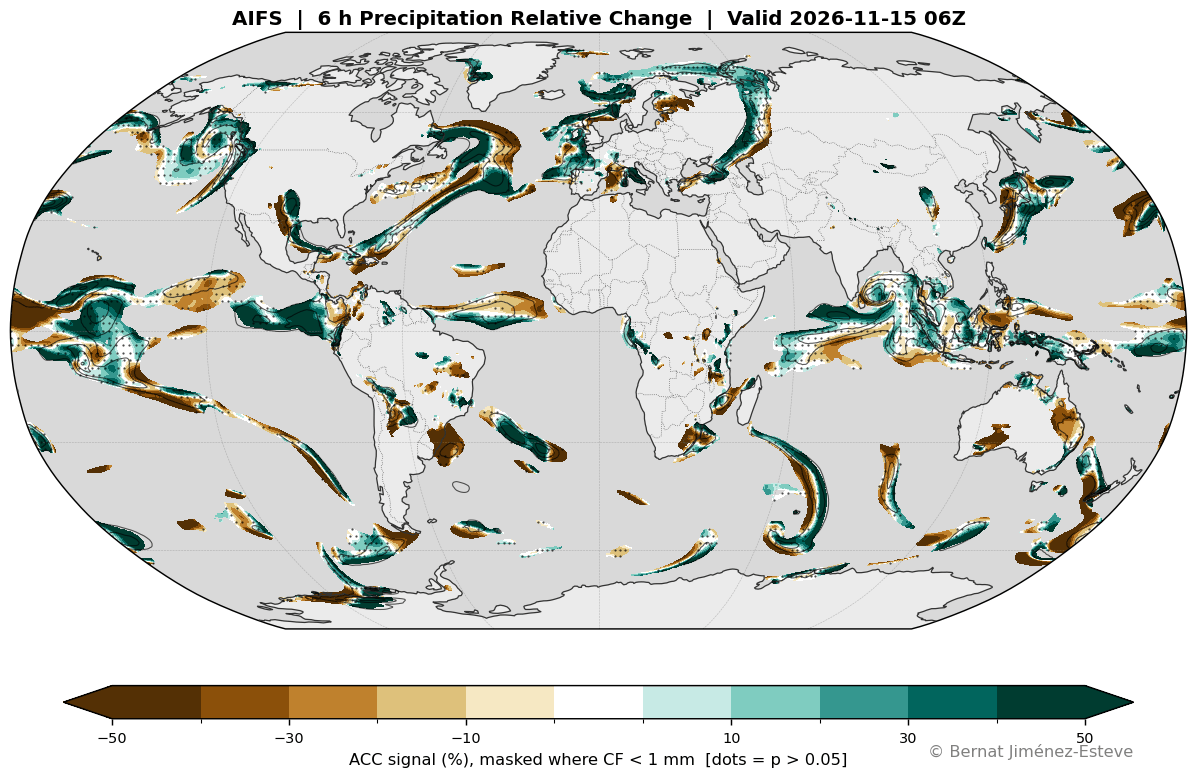 AIFS | 6 h Precipitation Relative Change | Valid 2026-11-15 06Z
−50 −30 −10 10 30 50
© Bernat Jiménez-Esteve
ACC signal (%), masked where CF < 1 mm [dots = p > 0.05]